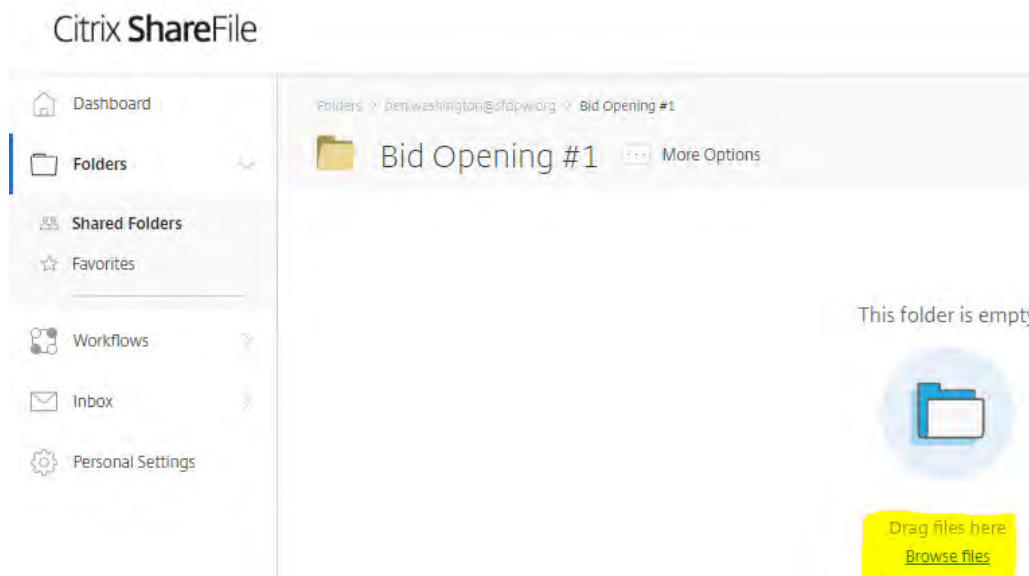 Citrix ShareFile
Dashboard
Folders
Shared Folders
Favorites
Workflows
Inbox
Personal Settings
Folders > ben.washington@sfdpw.org > Bid Opening #1
Bid Opening #1 More Options
This folder is empty
Drag files here
Browse files